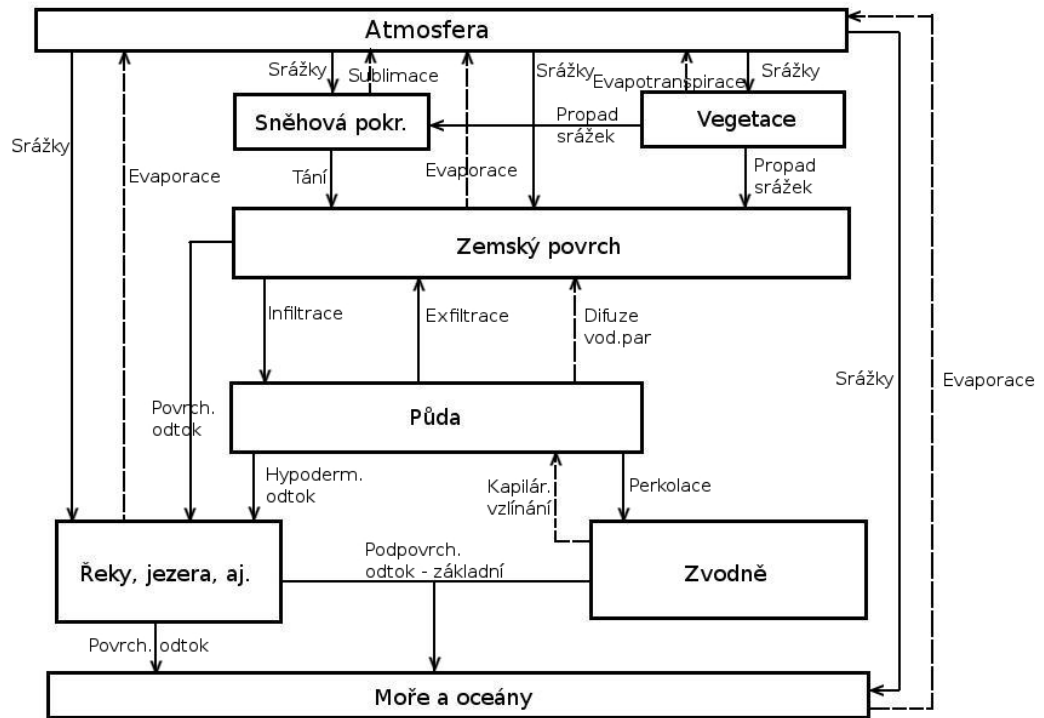 Atmosfera
Srážky
Sublimace
Srážky
Evapotranspirace
Srážky
Sněhová pokr.
Propad
srážek
Vegetace
Srážky
Evaporace
Tání
Evaporace
Propad
srážek
Zemský povrch
Infiltrace
Exfiltrace
Difuze
vod.par
Srážky
Evaporace
Povrch.
odtok
Půda
Hypoderm.
odtok
Kapilár.
vzlínání
Perkolace
Řeky, jezera, aj.
Podpovrch.
odtok - základní
Zvodně
Povrch. odtok
Moře a oceány